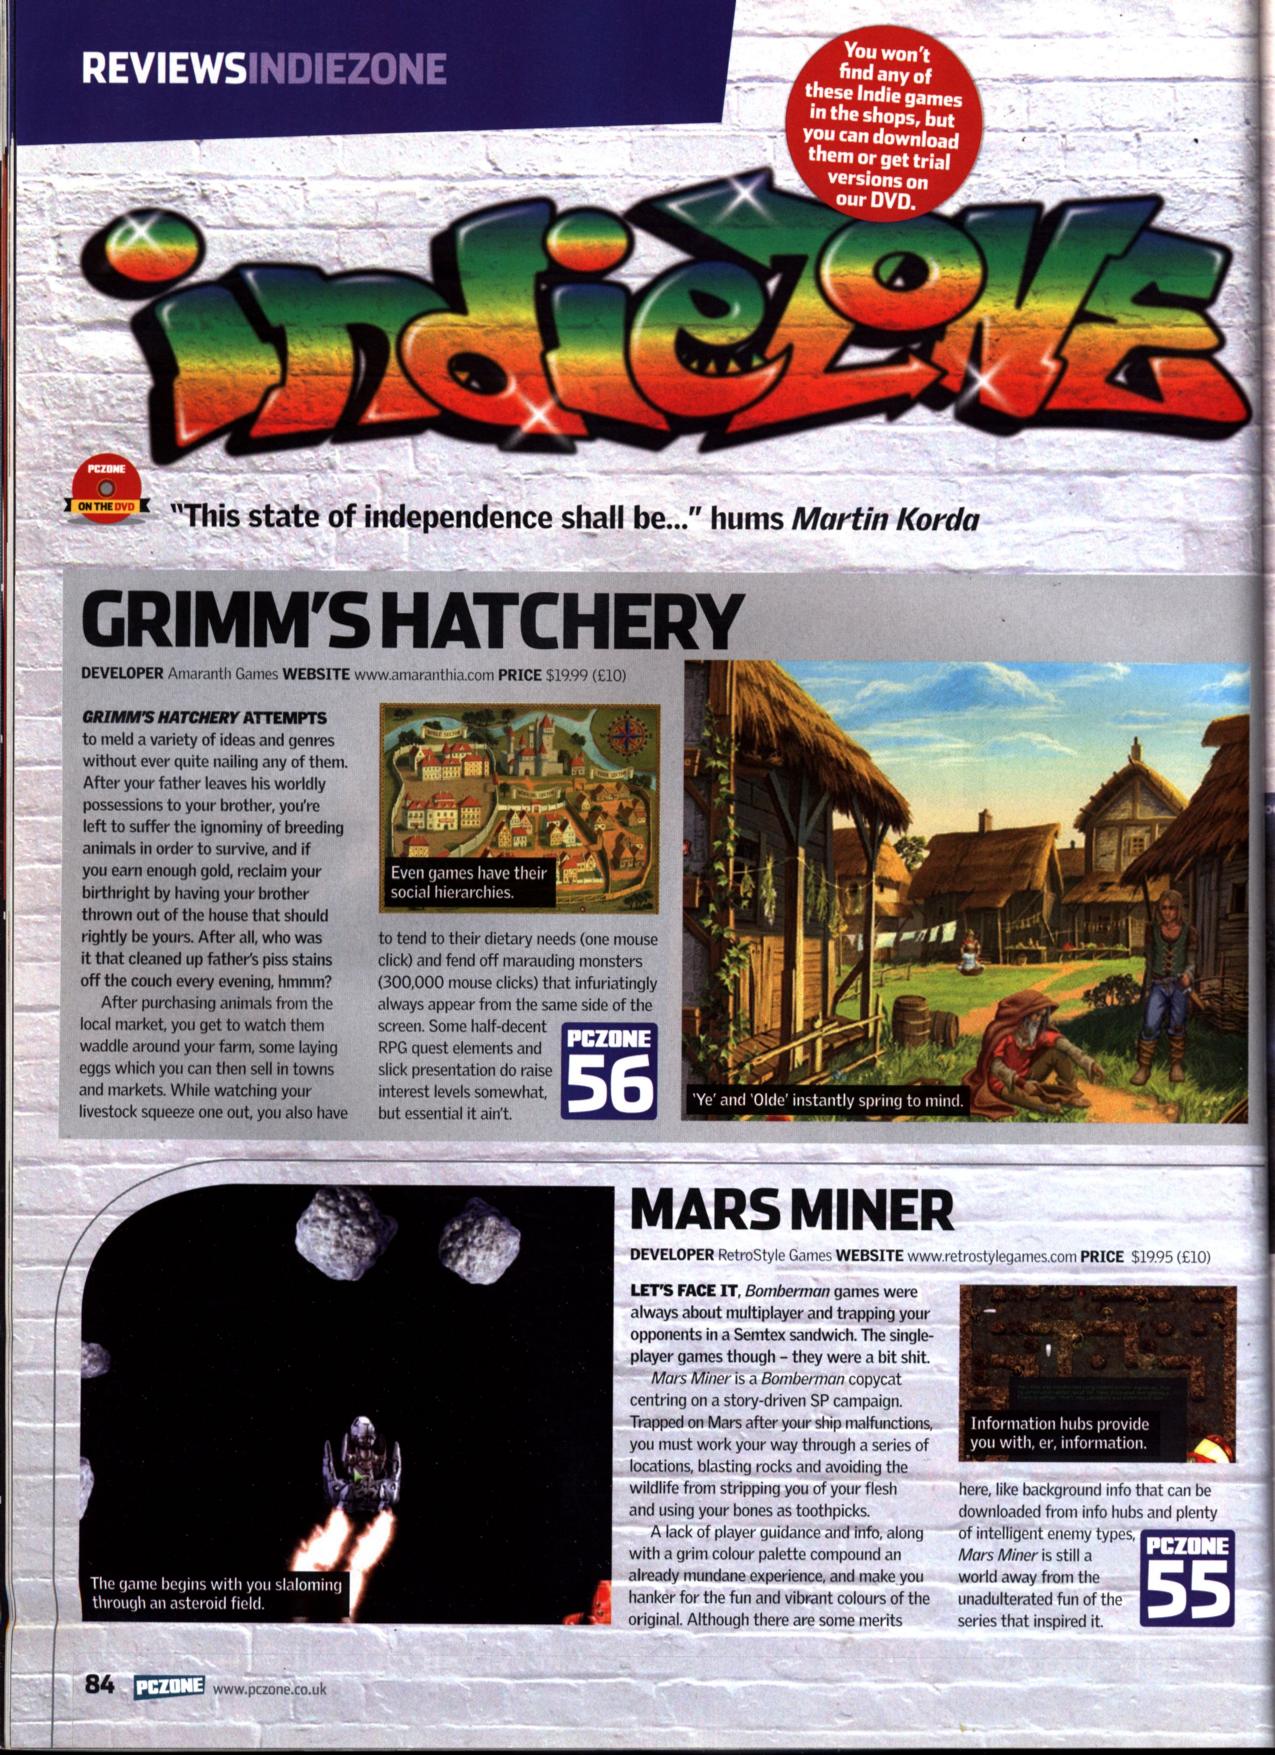 REVIEWSINDIEZONE
You won't
find any of
these Indie games
in the shops, but
you can download
them or get trial
versions on
our DVD.
indieZONE
PCZONE
ON THE DVD
"This state of independence shall be..." hums Martin Korda
GRIMM'S HATCHERY
DEVELOPER Amaranth Games WEBSITE www.amaranthia.com PRICE $19.99 (£10)
GRIMM'S HATCHERY ATTEMPTS
to meld a variety of ideas and genres
without ever quite nailing any of them.
After your father leaves his worldly
possessions to your brother, you're
left to suffer the ignominy of breeding
animals in order to survive, and if
you earn enough gold, reclaim your
birthright by having your brother
thrown out of the house that should
rightly be yours. After all, who was
it that cleaned up father's piss stains
off the couch every evening, hmmm?
After purchasing animals from the
local market, you get to watch them
waddle around your farm, some laying
eggs which you can then sell in towns
and markets. While watching your
livestock squeeze one out, you also have
Even games have their
social hierarchies.
to tend to their dietary needs (one mouse
click) and fend off marauding monsters
(300,000 mouse clicks) that infuriatingly
always appear from the same side of the
screen. Some half-decent
RPG quest elements and
slick presentation do raise
interest levels somewhat,
but essential it ain't.
PCZONE
56
'Ye' and 'Olde' instantly spring to mind.
The game begins with you slaloming
through an asteroid field.
MARS MINER
DEVELOPER RetroStyle Games WEBSITE www.retrostylegames.com PRICE $19.95 (£10)
LET'S FACE IT, Bomberman games were
always about multiplayer and trapping your
opponents in a Semtex sandwich. The single-
player games though – they were a bit shit.
Mars Miner is a Bomberman copycat
centring on a story-driven SP campaign.
Trapped on Mars after your ship malfunctions,
you must work your way through a series of
locations, blasting rocks and avoiding the
wildlife from stripping you of your flesh
and using your bones as toothpicks.
A lack of player guidance and info, along
with a grim colour palette compound an
already mundane experience, and make you
hanker for the fun and vibrant colours of the
original. Although there are some merits
Information hubs provide
you with, er, information.
here, like background info that can be
downloaded from info hubs and plenty
of intelligent enemy types,
Mars Miner is still a
world away from the
unadulterated fun of the
series that inspired it.
PCZONE
55
84 PCZONE www.pczone.co.uk